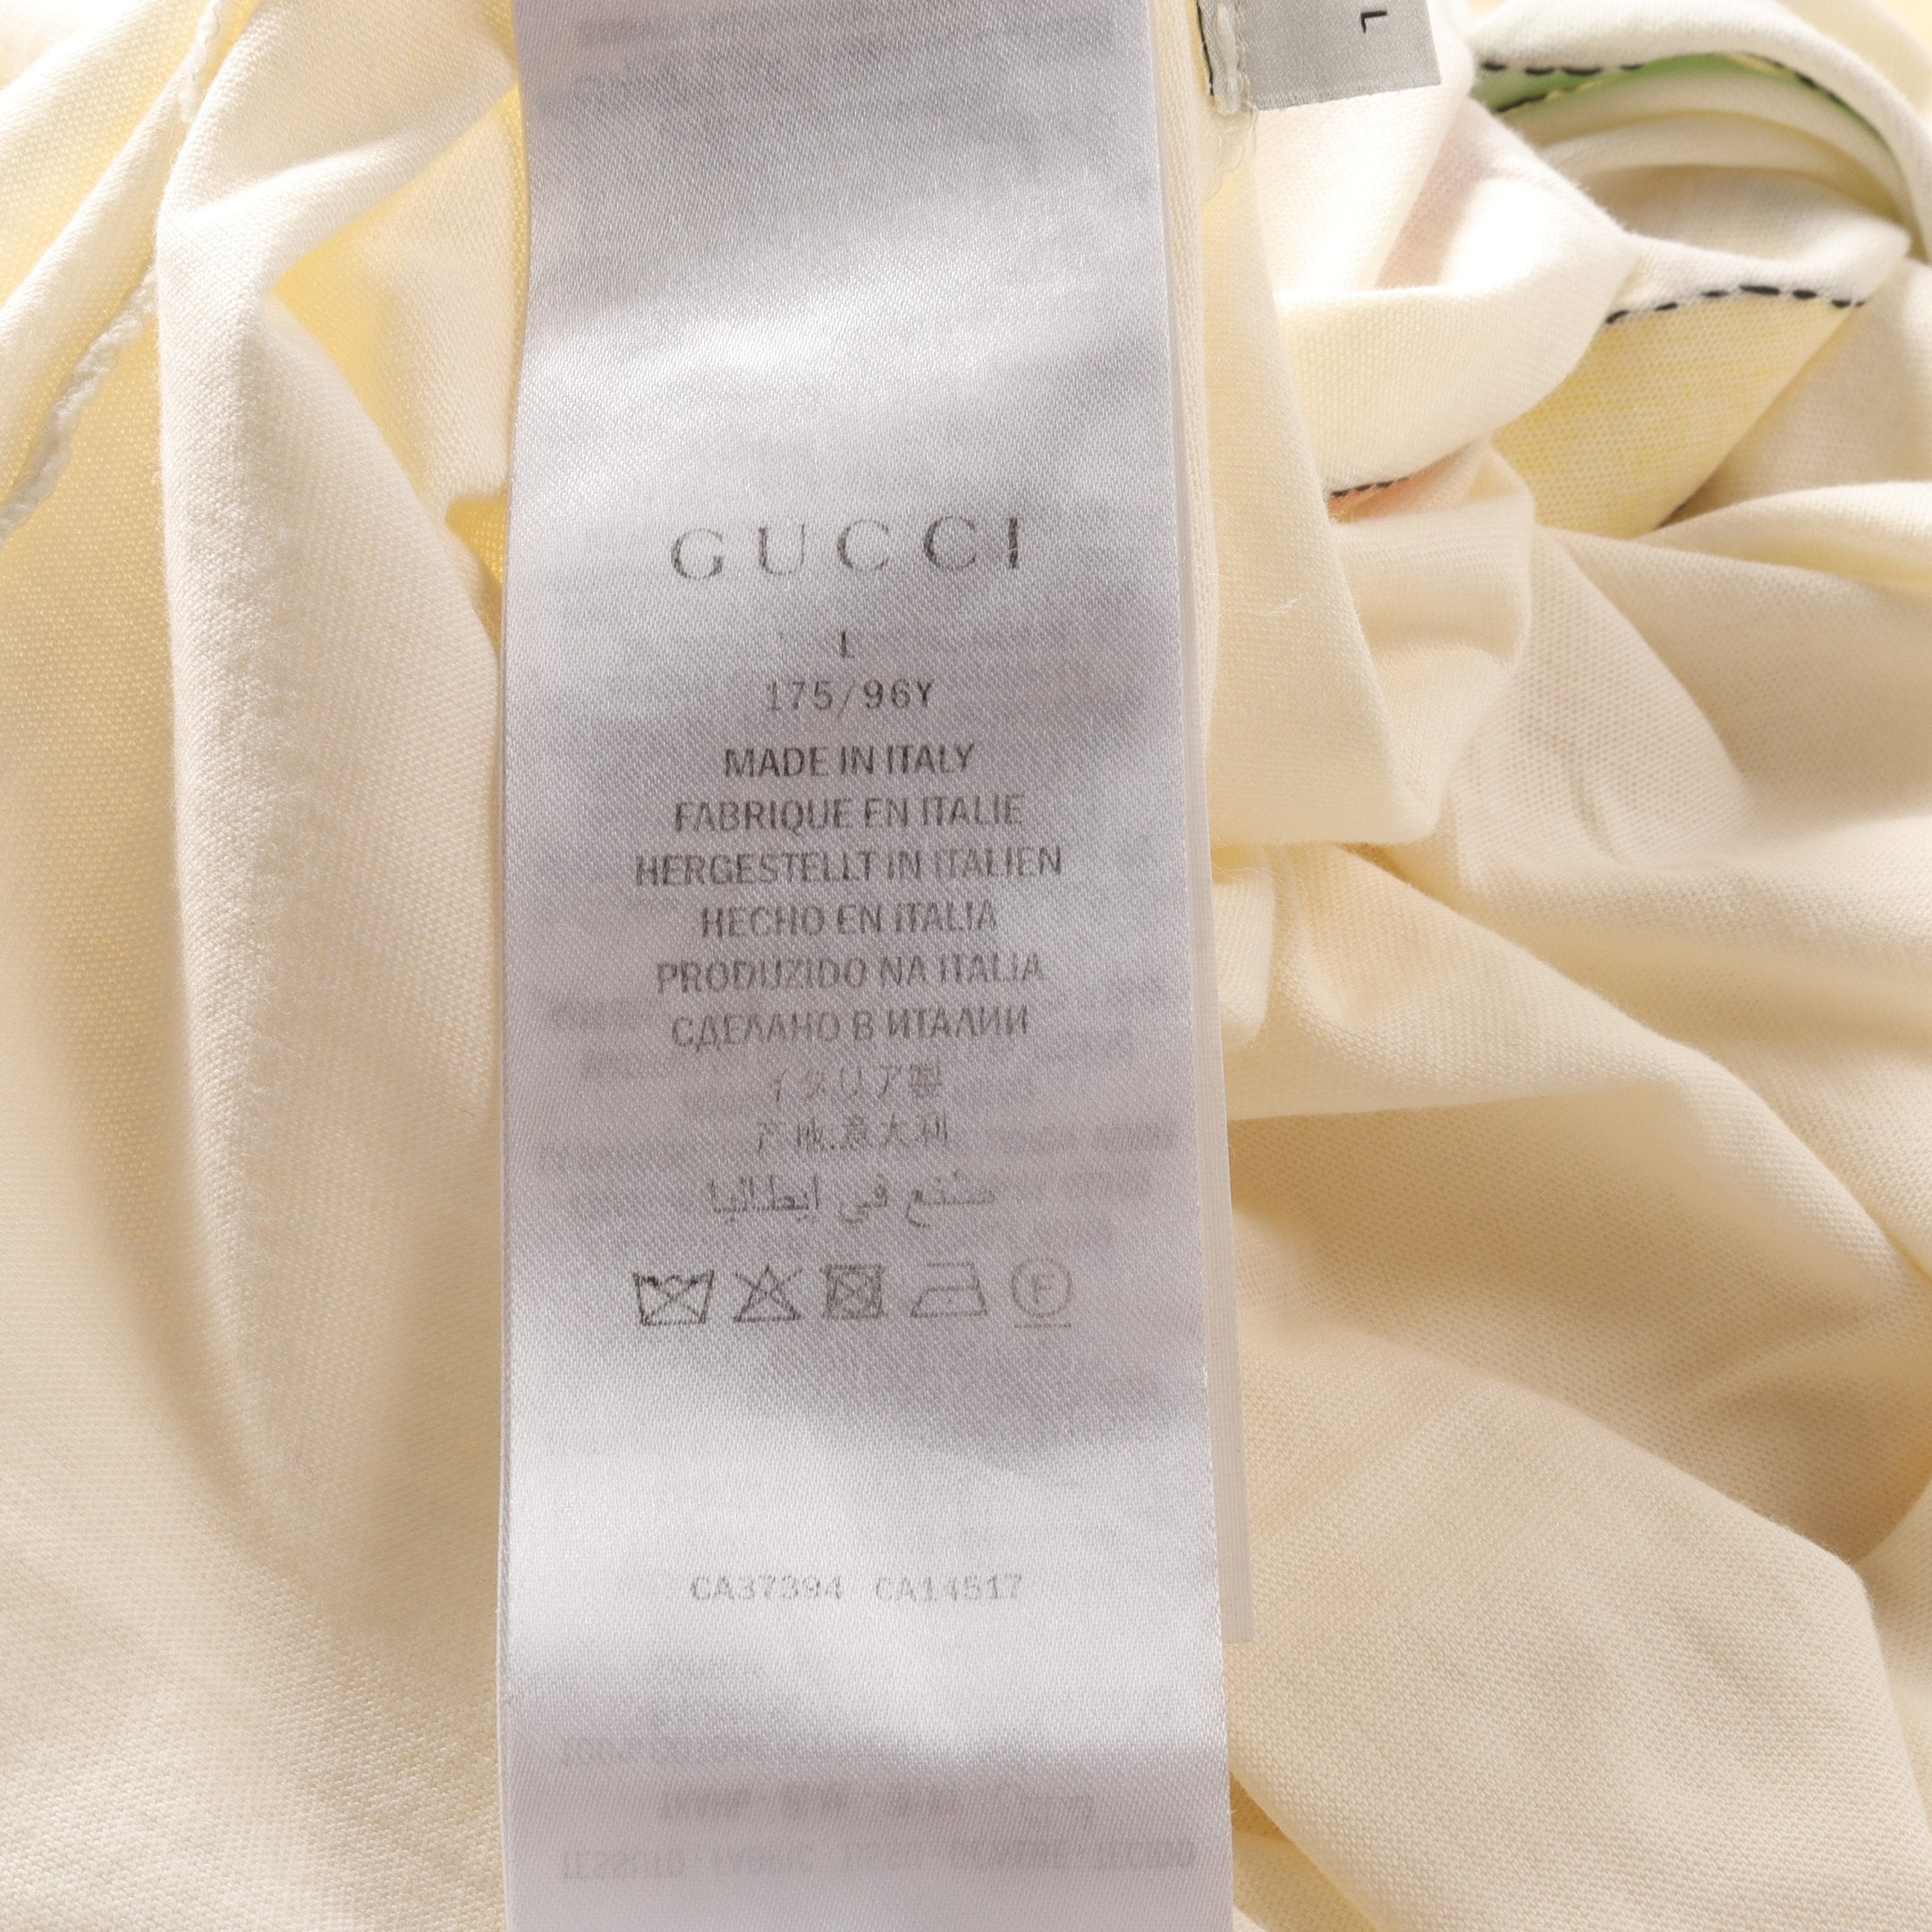 L
GUCCI
L
175/96Y
MADE IN ITALY
FABRIQUE EN ITALIE
HERGESTELLT IN ITALIEN
HECHO EN ITALIA
PRODUZIDO NA ITALIA
СДЕЛАНО В ИТАЛИИ
イタリア製
产地.意大利
صنع في ايطاليا
F
CA37394 CA14517